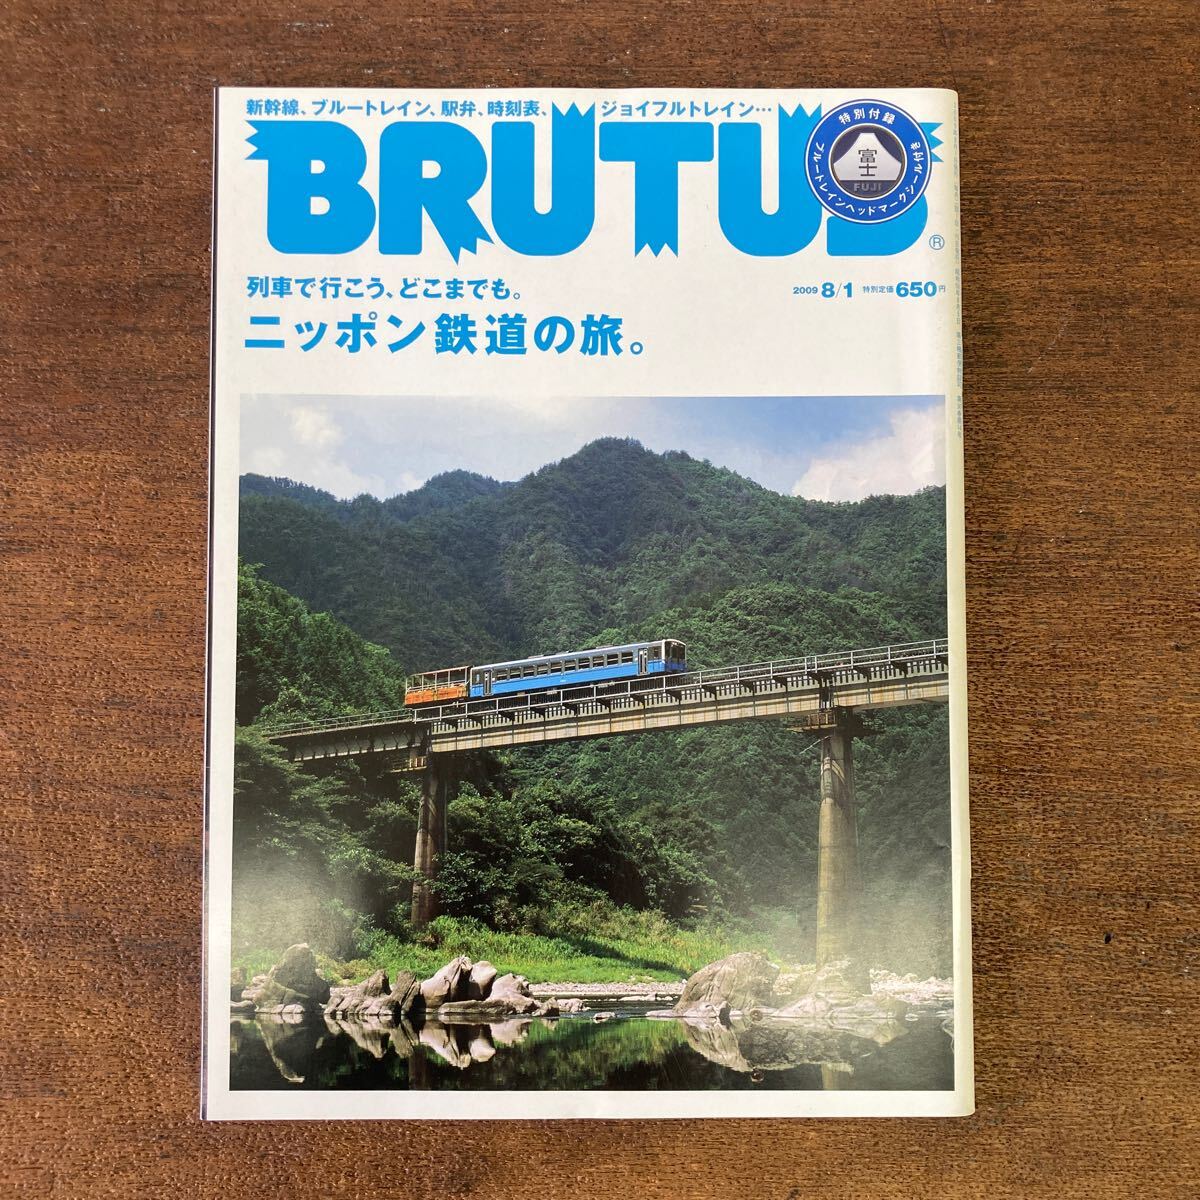 新幹線、ブルートレイン、駅弁、時刻表、ジョイフルトレイン…
BRUTUS
®
特別付録
富士
FUJI
ブルートレインヘッドマークシール付き
列車で行こう、どこまでも。
2009 8/1 特別定価650円
ニッポン鉄道の旅。